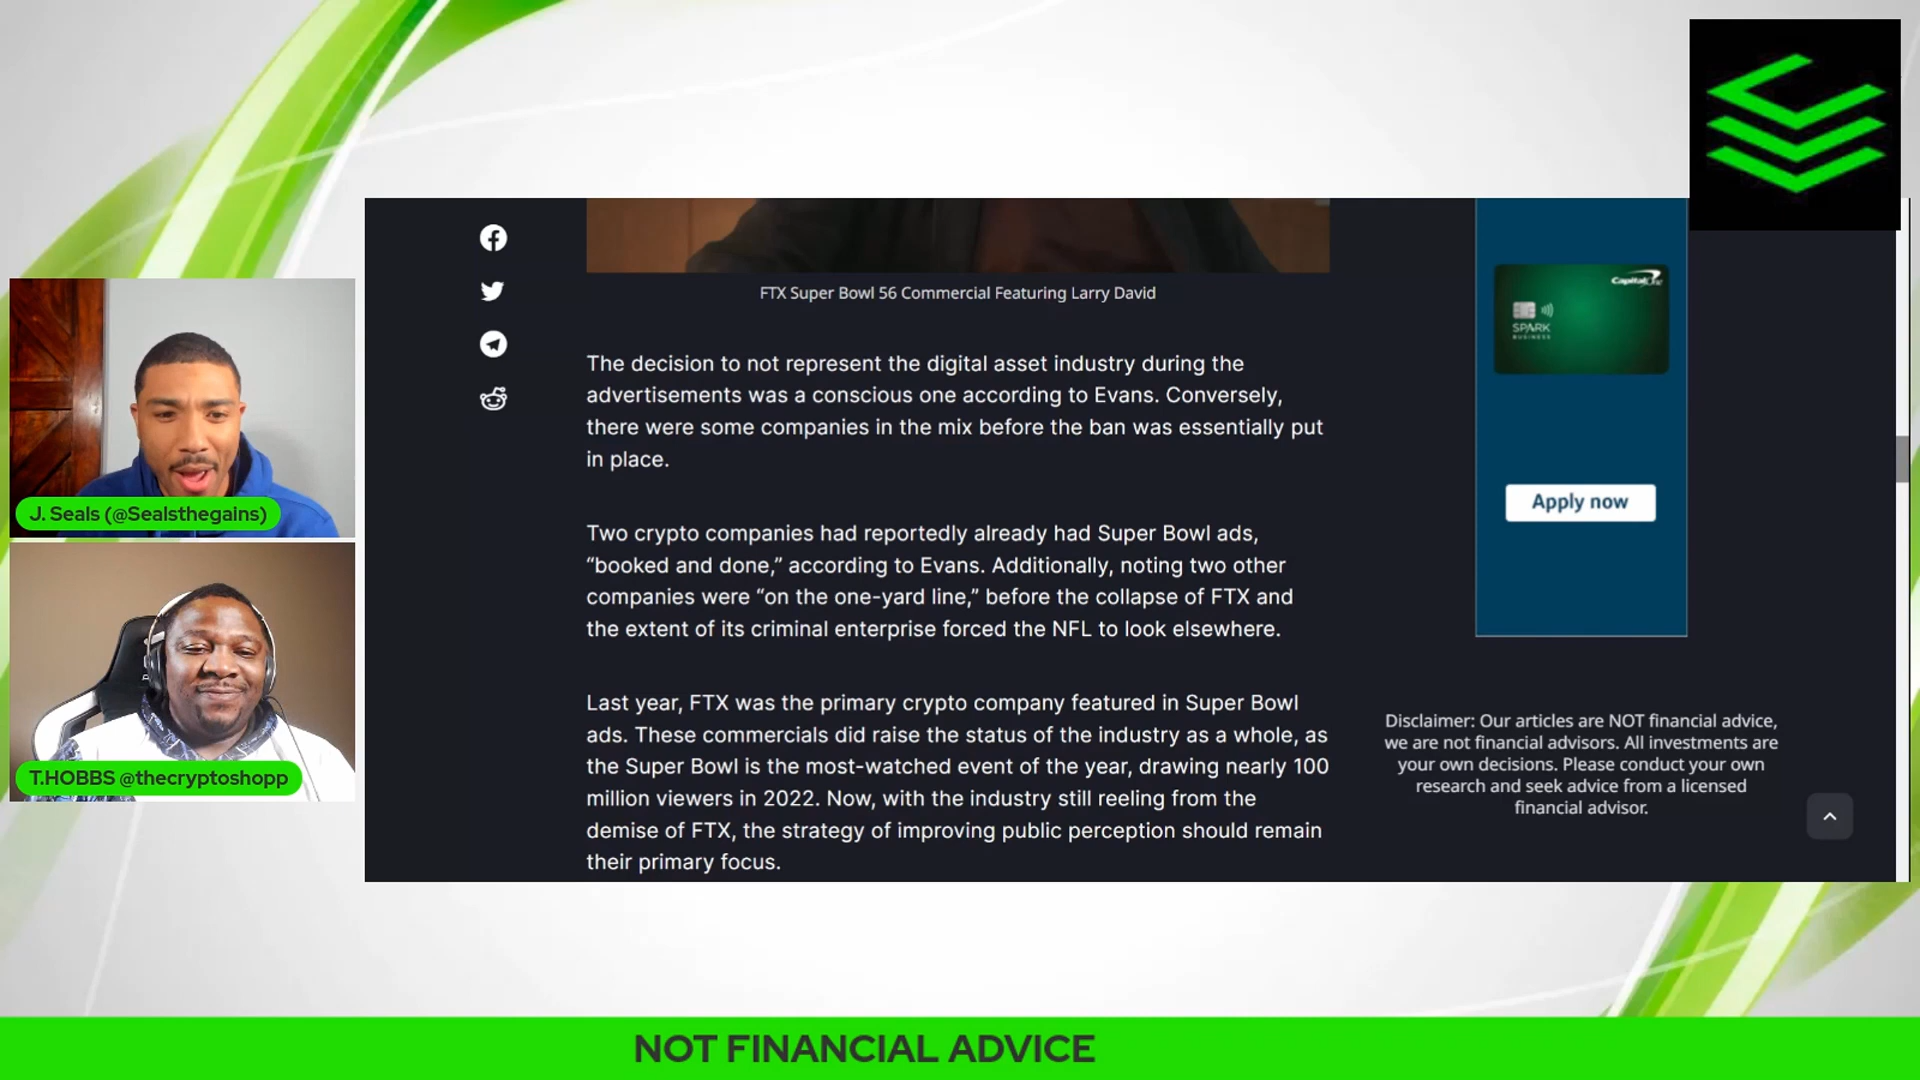 FTX Super Bowl 56 Commercial Featuring Larry David
The decision to not represent the digital asset industry during the
advertisements was a conscious one according to Evans. Conversely,
there were some companies in the mix before the ban was essentially put
in place.
Two crypto companies had reportedly already had Super Bowl ads,
“booked and done,” according to Evans. Additionally, noting two other
companies were “on the one-yard line,” before the collapse of FTX and
the extent of its criminal enterprise forced the NFL to look elsewhere.
Last year, FTX was the primary crypto company featured in Super Bowl
ads. These commercials did raise the status of the industry as a whole, as
the Super Bowl is the most-watched event of the year, drawing nearly 100
million viewers in 2022. Now, with the industry still reeling from the
demise of FTX, the strategy of improving public perception should remain
their primary focus.
Capital One
SPARK
BUSINESS
Apply now
Disclaimer: Our articles are NOT financial advice,
we are not financial advisors. All investments are
your own decisions. Please conduct your own
research and seek advice from a licensed
financial advisor.
J. Seals (@Sealsthegains)
T.HOBBS @thecryptoshopp
NOT FINANCIAL ADVICE